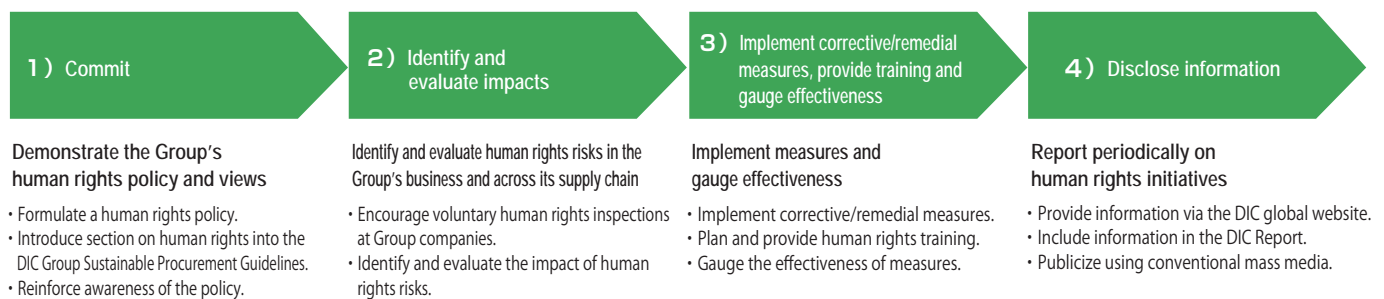 1）Commit
Demonstrate the Group's
human rights policy and views
・Formulate a human rights policy.
・Introduce section on human rights into the
DIC Group Sustainable Procurement Guidelines.
・Reinforce awareness of the policy.
2）Identify and
evaluate impacts
Identify and evaluate human rights risks in the
Group's business and across its supply chain
・Encourage voluntary human rights inspections
at Group companies.
・Identify and evaluate the impact of human
rights risks.
3）Implement corrective/remedial
measures, provide training and
gauge effectiveness
Implement measures and
gauge effectiveness
・Implement corrective/remedial measures.
・Plan and provide human rights training.
・Gauge the effectiveness of measures.
4）Disclose information
Report periodically on
human rights initiatives
・Provide information via the DIC global website.
・Include information in the DIC Report.
・Publicize using conventional mass media.